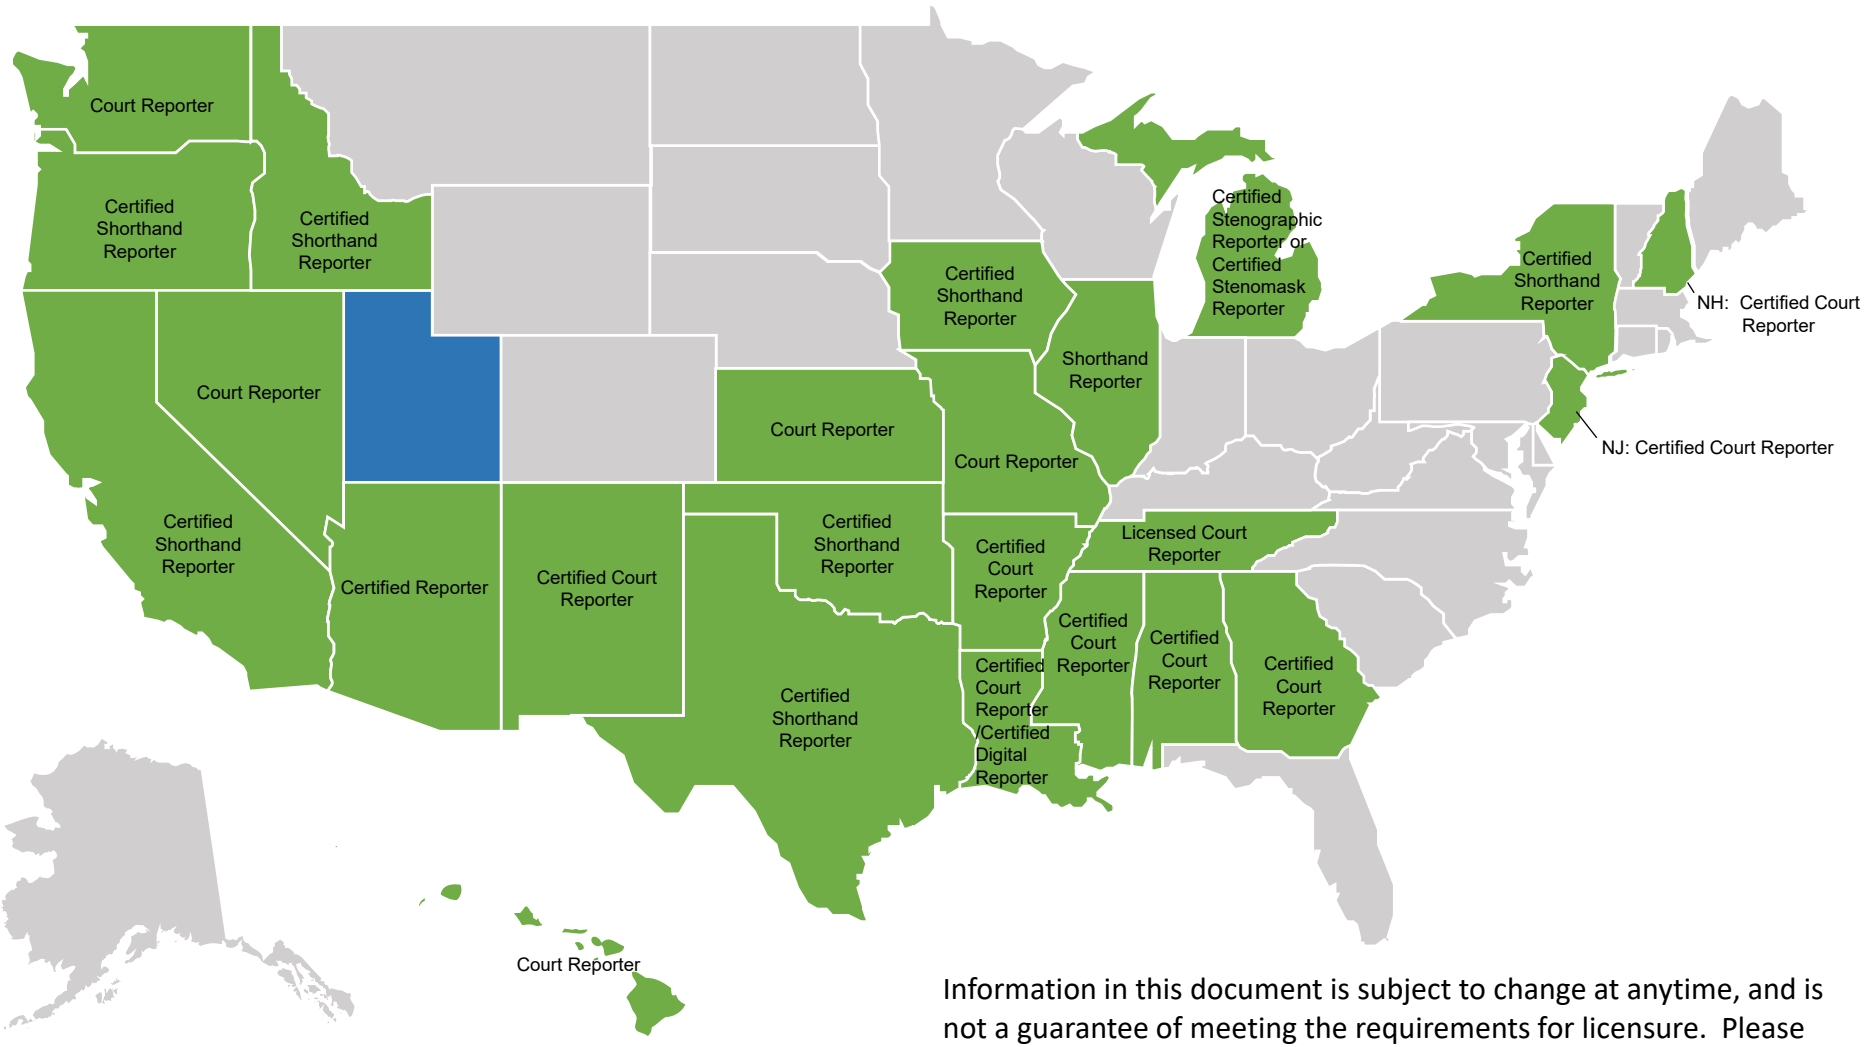 Court Reporter
Certified
Shorthand
Reporter
Certified
Shorthand
Reporter
Certified
Stenographic
Reporter or
Certified
Stenomask
Reporter
Certified
Shorthand
Reporter
Certified
Shorthand
Reporter
NH:  Certified Court
Reporter
Shorthand
Reporter
Court Reporter
Court Reporter
Court Reporter
NJ: Certified Court Reporter
Certified
Shorthand
Reporter
Certified Reporter
Certified Court
Reporter
Certified
Shorthand
Reporter
Certified
Court
Reporter
Licensed Court
Reporter
Certified
Court
Reporter
Certified
Court
Reporter
Certified
Court
Reporter
Certified
Court
Reporter
/Certified
Digital
Reporter
Certified
Shorthand
Reporter
Court Reporter
Information in this document is subject to change at anytime, and is
not a guarantee of meeting the requirements for licensure.  Please